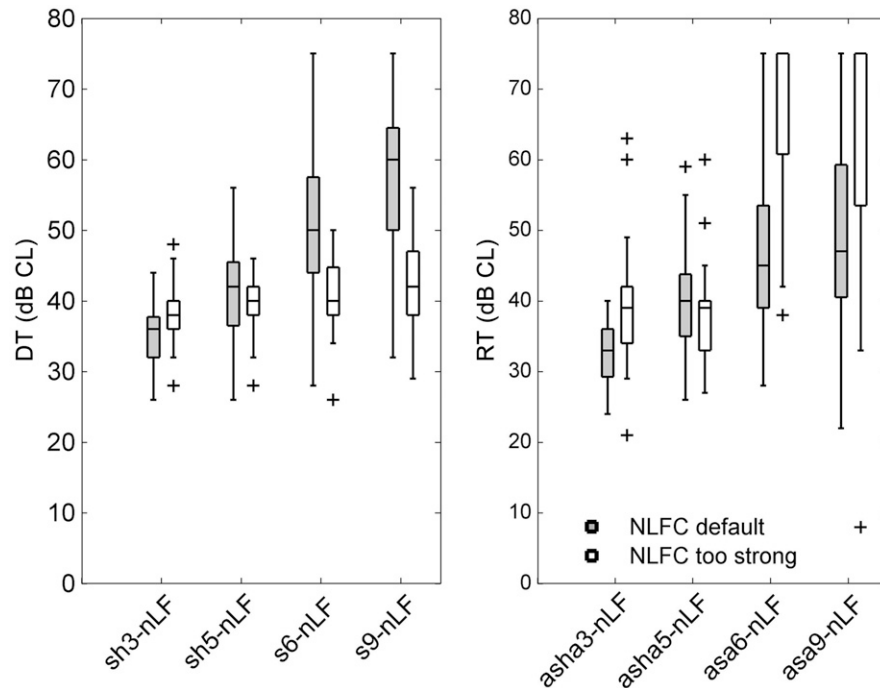 80
70
60
50
40
30
20
10
0
DT (dB CL)
sh3-nLF
sh5-nLF
s6-nLF
s9-nLF
80
70
60
50
40
30
20
10
0
RT (dB CL)
NLFC default
NLFC too strong
asha3-nLF
asha5-nLF
asa6-nLF
asa9-nLF